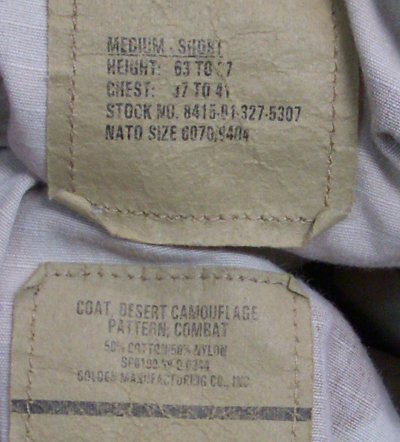 MEDIUM - SHORT
HEIGHT: 63 TO 7
CHEST: 37 TO 41
STOCK NO. 8415-01-327-5307
NATO SIZE 6070/9404
COAT, DESERT CAMOUFLAGE
PATTERN, COMBAT
50% COTTON/50% NYLON
GOLDEN MANUFACTURING CO., INC.